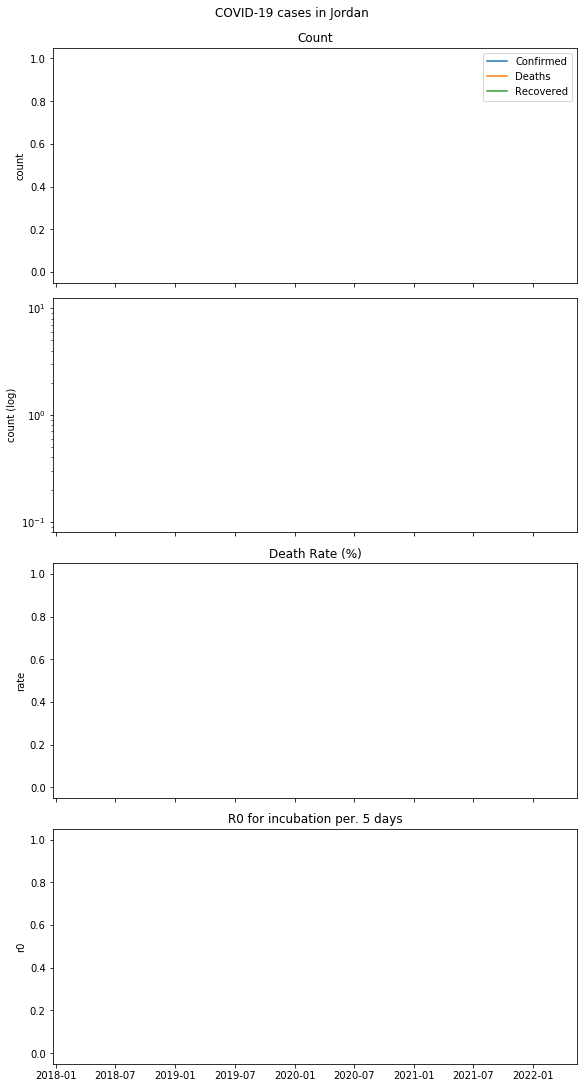 COVID-19 cases in Jordan
Count
1.0
0.8
0.6
0.4
0.2
0.0
count
Confirmed
Deaths
Recovered
10¹
10⁰
10⁻¹
count (log)
Death Rate (%)
1.0
0.8
0.6
0.4
0.2
0.0
rate
R0 for incubation per. 5 days
1.0
0.8
0.6
0.4
0.2
0.0
r0
2018-01 2018-07 2019-01 2019-07 2020-01 2020-07 2021-01 2021-07 2022-01